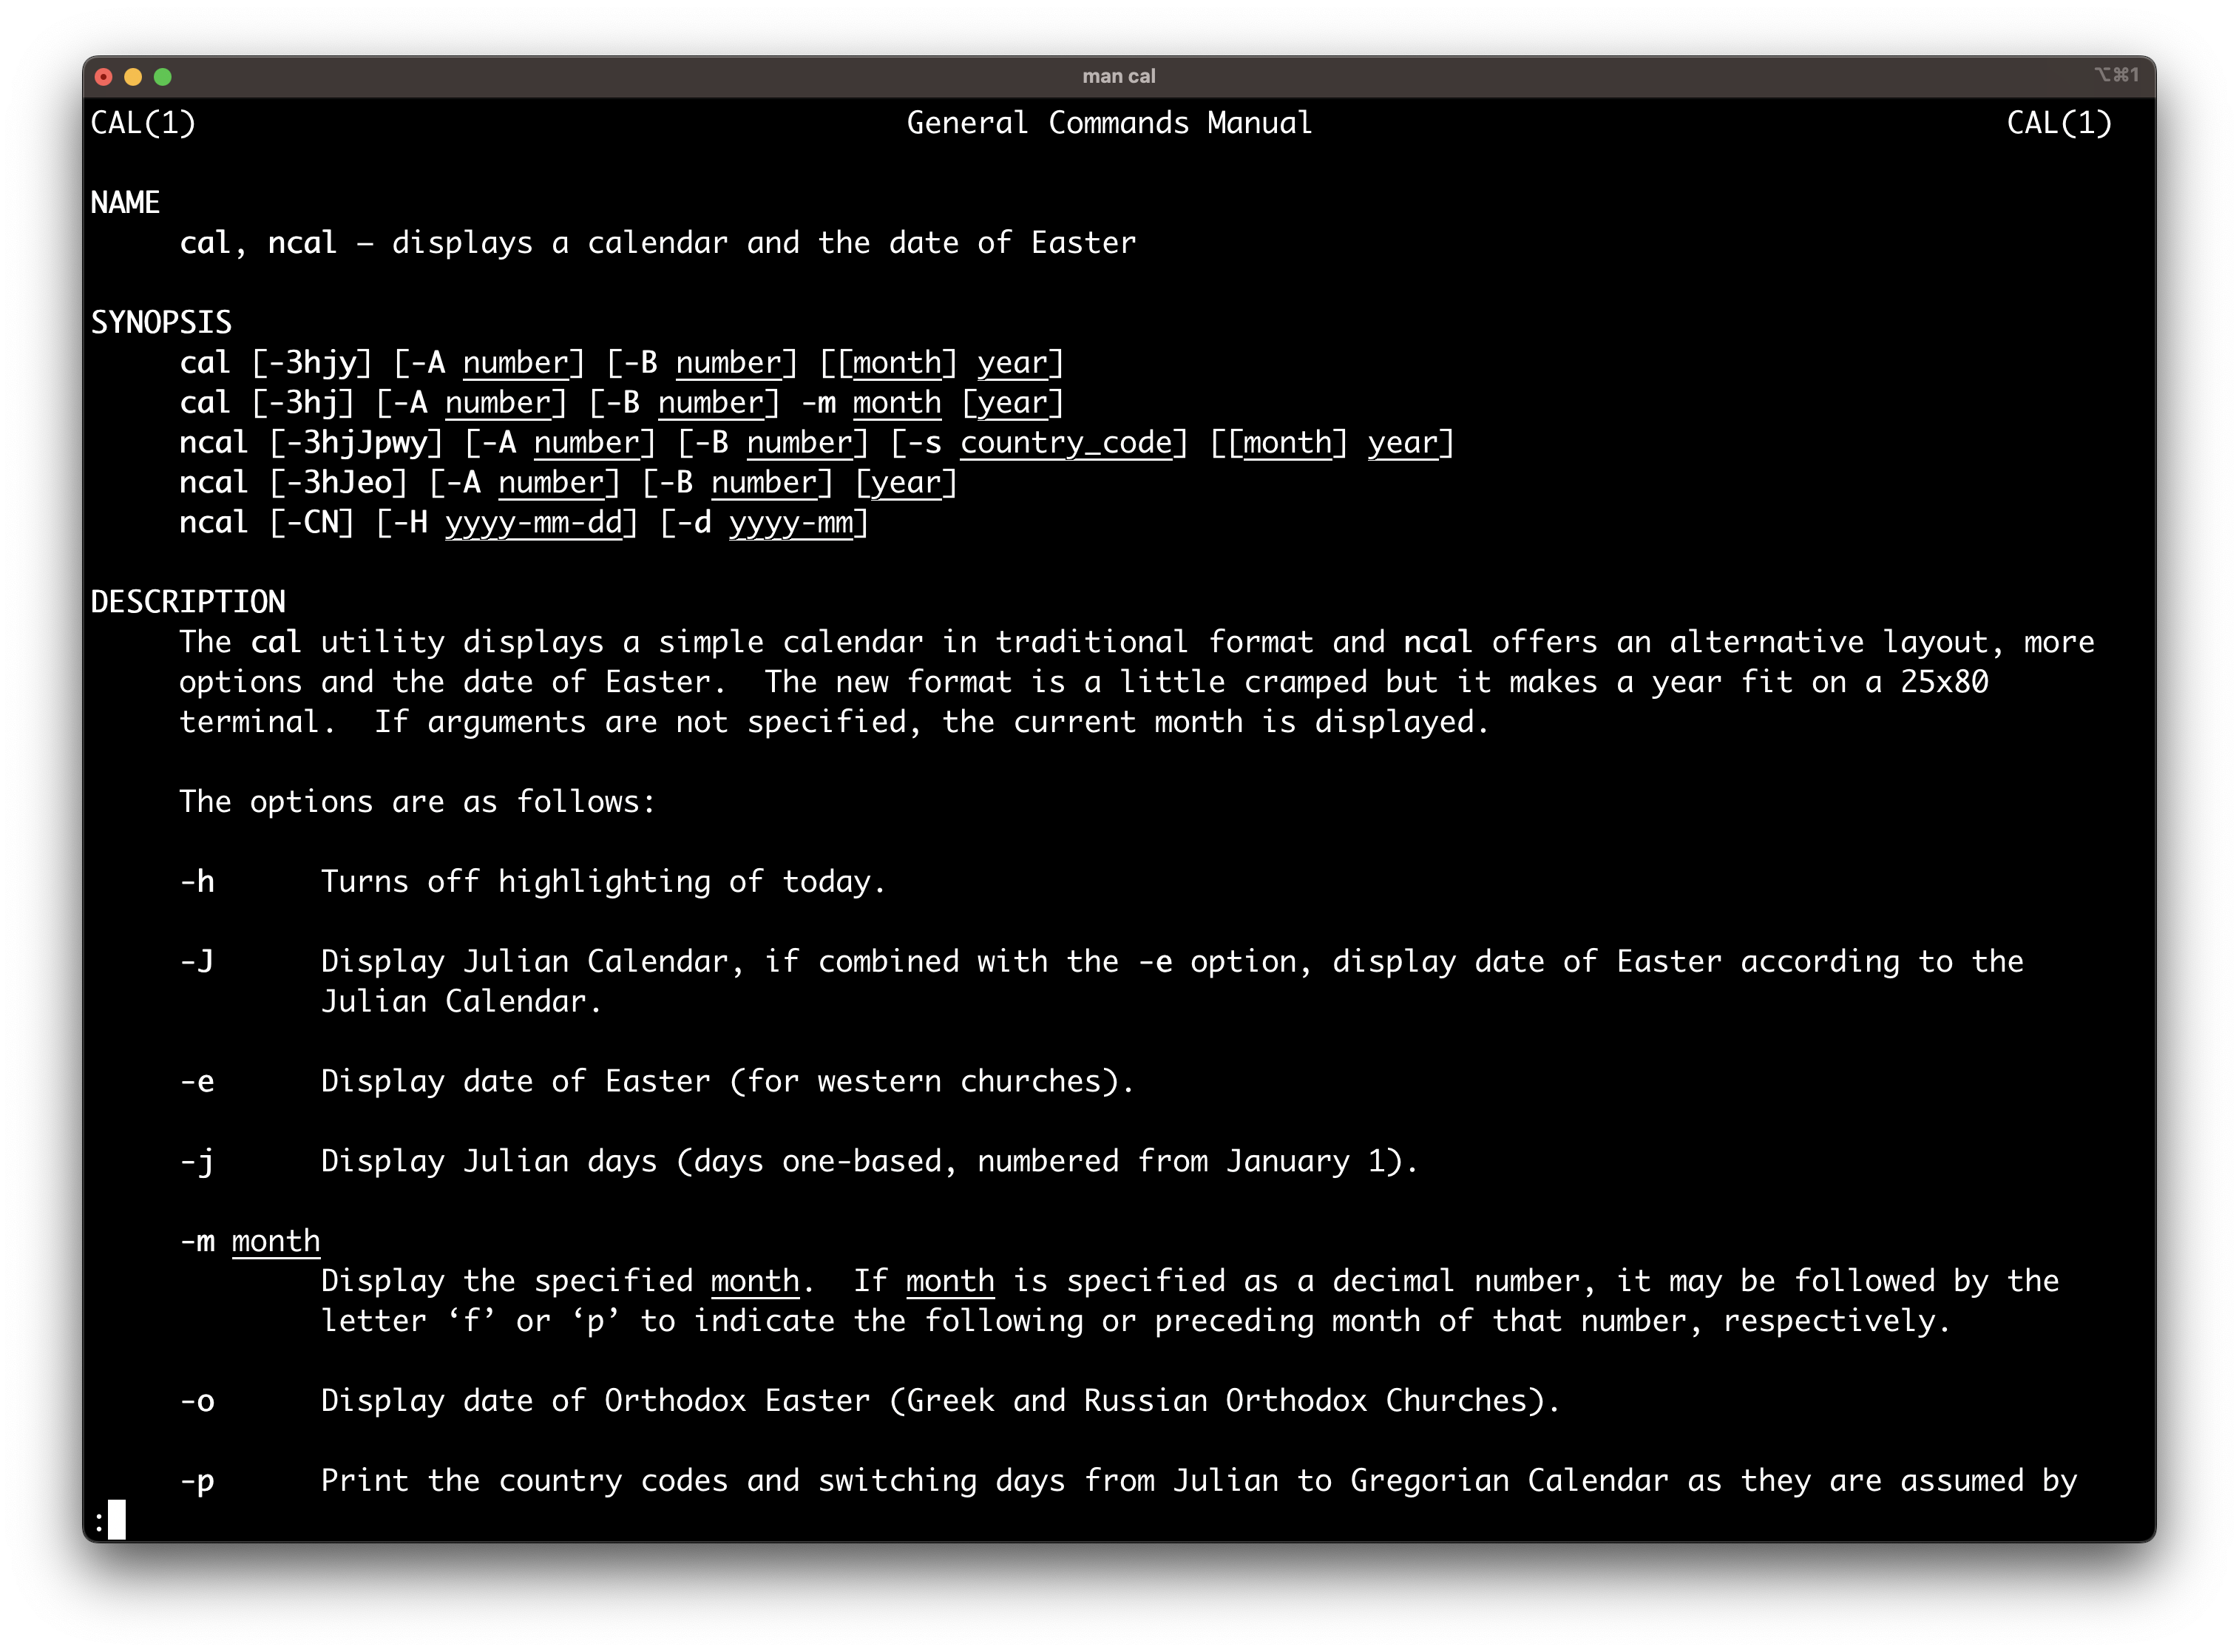 man cal
⌥⌘1
CAL(1) General Commands Manual CAL(1)
NAME
cal, ncal – displays a calendar and the date of Easter
SYNOPSIS
cal [-3hjy] [-A number] [-B number] [[month] year]
cal [-3hj] [-A number] [-B number] -m month [year]
ncal [-3hjJpwy] [-A number] [-B number] [-s country_code] [[month] year]
ncal [-3hJeo] [-A number] [-B number] [year]
ncal [-CN] [-H yyyy-mm-dd] [-d yyyy-mm]
DESCRIPTION
The cal utility displays a simple calendar in traditional format and ncal offers an alternative layout, more
options and the date of Easter.  The new format is a little cramped but it makes a year fit on a 25x80
terminal.  If arguments are not specified, the current month is displayed.
The options are as follows:
-h Turns off highlighting of today.
-J Display Julian Calendar, if combined with the -e option, display date of Easter according to the
Julian Calendar.
-e Display date of Easter (for western churches).
-j Display Julian days (days one-based, numbered from January 1).
-m month
Display the specified month.  If month is specified as a decimal number, it may be followed by the
letter ‘f’ or ‘p’ to indicate the following or preceding month of that number, respectively.
-o Display date of Orthodox Easter (Greek and Russian Orthodox Churches).
-p Print the country codes and switching days from Julian to Gregorian Calendar as they are assumed by
: